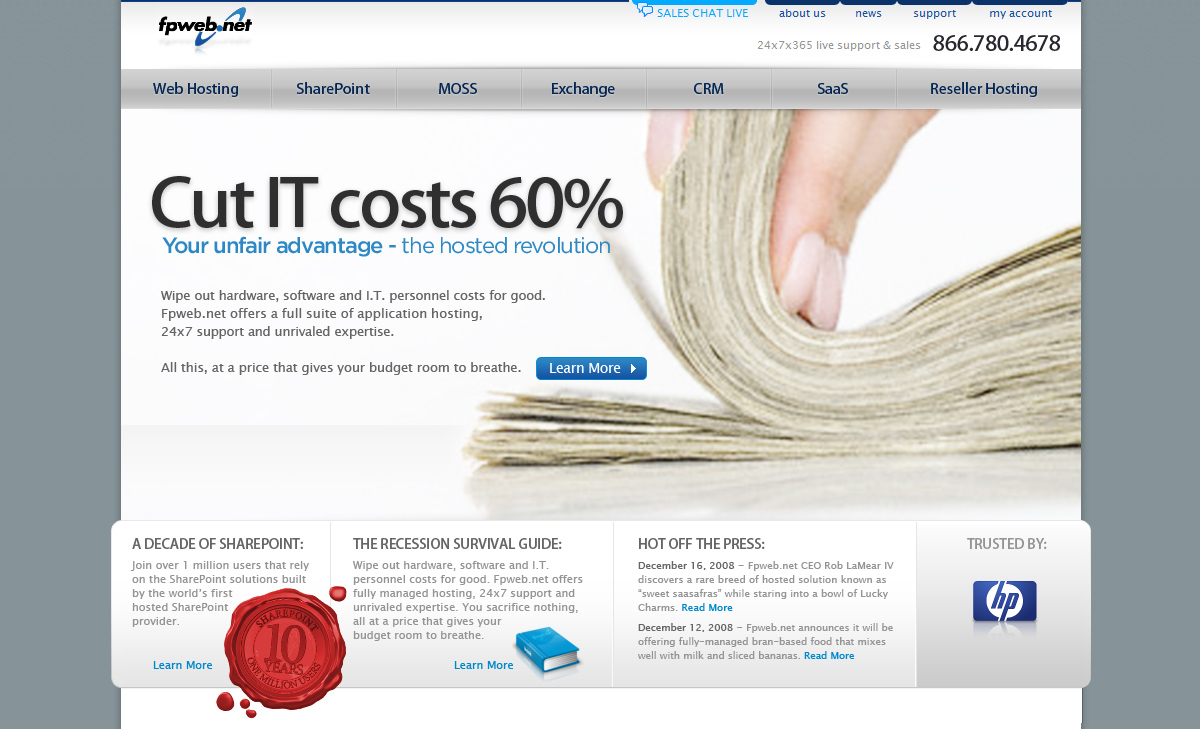 fpweb.net
SALES CHAT LIVE
about us
news
support
my account
24x7x365 live support & sales 866.780.4678
Web Hosting
SharePoint
MOSS
Exchange
CRM
SaaS
Reseller Hosting
Cut IT costs 60%
Your unfair advantage - the hosted revolution
Wipe out hardware, software and I.T. personnel costs for good.
Fpweb.net offers a full suite of application hosting,
24x7 support and unrivaled expertise.
All this, at a price that gives your budget room to breathe.
Learn More
A DECADE OF SHAREPOINT:
Join over 1 million users that rely
on the SharePoint solutions built
by the world's first
hosted SharePoint
provider.
Learn More
SHAREPOINT
10
YEARS
ONE MILLION USERS
THE RECESSION SURVIVAL GUIDE:
Wipe out hardware, software and I.T.
personnel costs for good. Fpweb.net offers
fully managed hosting, 24x7 support and
unrivaled expertise. You sacrifice nothing,
all at a price that gives your
budget room to breathe.
Learn More
HOT OFF THE PRESS:
December 16, 2008 – Fpweb.net CEO Rob LaMear IV
discovers a rare breed of hosted solution known as
"sweet saasafras" while staring into a bowl of Lucky
Charms. Read More
December 12, 2008 – Fpweb.net announces it will be
offering fully-managed bran-based food that mixes
well with milk and sliced bananas. Read More
TRUSTED BY:
hp